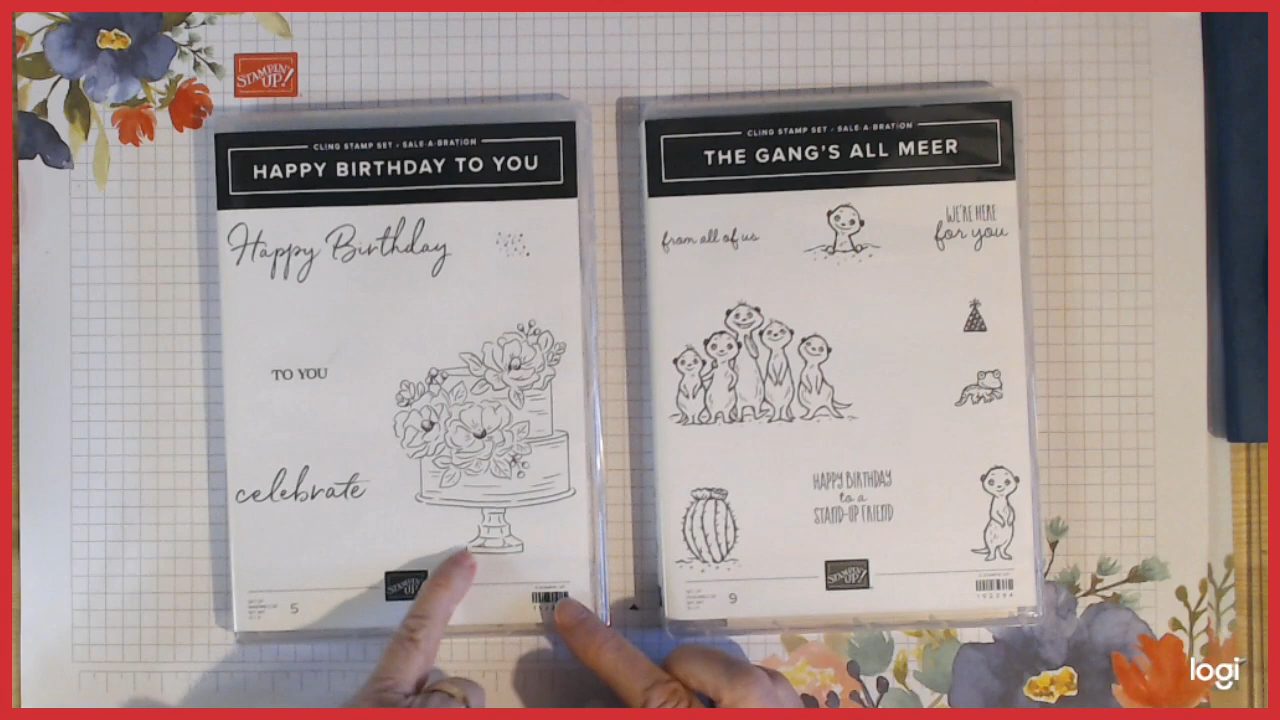 STAMPIN' UP!
CLING STAMP SET • SALE-A-BRATION
HAPPY BIRTHDAY TO YOU
Happy Birthday
TO YOU
celebrate
STAMPIN' UP!
5
CLING STAMP SET • SALE-A-BRATION
THE GANG'S ALL MEER
from all of us
WE'RE HERE
for you
HAPPY BIRTHDAY
to a
STAND-UP FRIEND
STAMPIN' UP!
9
logi